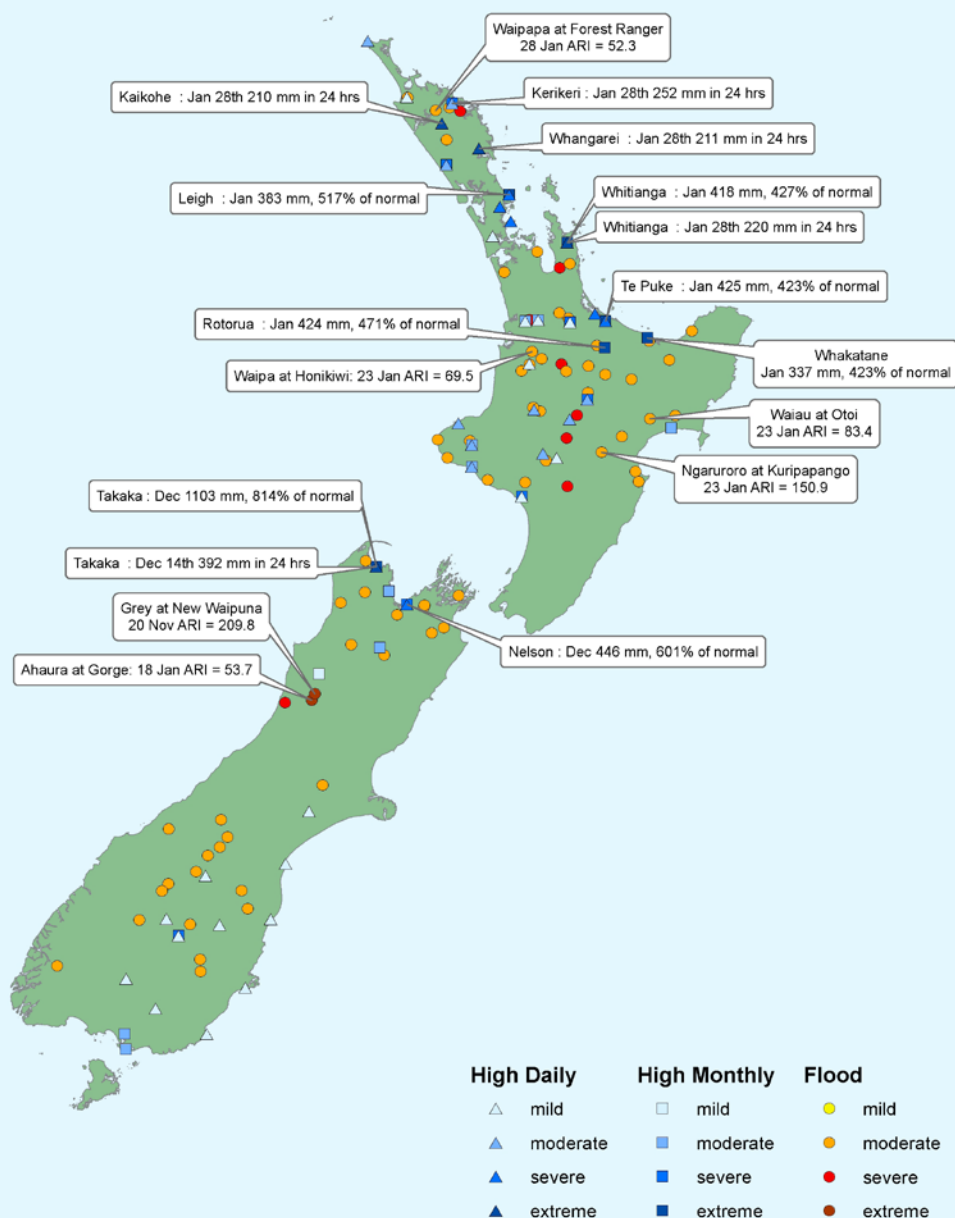 Waipapa at Forest Ranger
28 Jan ARI = 52.3
Kaikohe : Jan 28th 210 mm in 24 hrs
Kerikeri : Jan 28th 252 mm in 24 hrs
Whangarei : Jan 28th 211 mm in 24 hrs
Leigh : Jan 383 mm, 517% of normal
Whitianga : Jan 418 mm, 427% of normal
Whitianga : Jan 28th 220 mm in 24 hrs
Te Puke : Jan 425 mm, 423% of normal
Rotorua : Jan 424 mm, 471% of normal
Whakatane
Jan 337 mm, 423% of normal
Waipa at Honikiwi: 23 Jan ARI = 69.5
Waiau at Otoi
23 Jan ARI = 83.4
Ngaruroro at Kuripapango
23 Jan ARI = 150.9
Takaka : Dec 1103 mm, 814% of normal
Takaka : Dec 14th 392 mm in 24 hrs
Grey at New Waipuna
20 Nov ARI = 209.8
Nelson : Dec 446 mm, 601% of normal
Ahaura at Gorge: 18 Jan ARI = 53.7
High Daily High Monthly Flood
mild mild mild
moderate moderate moderate
severe severe severe
extreme extreme extreme